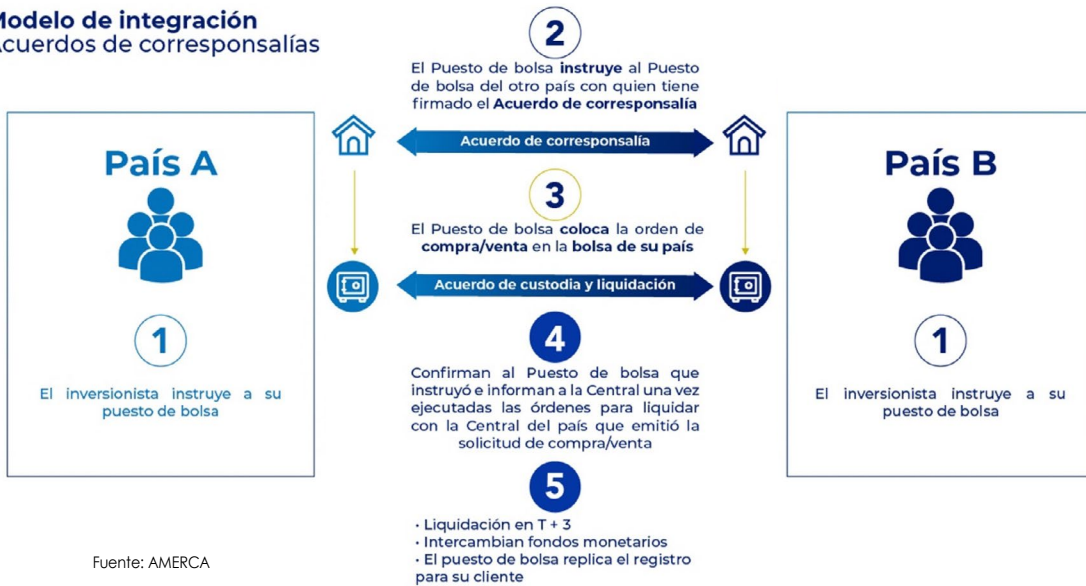 Modelo de integración
Acuerdos de corresponsalías
2
El Puesto de bolsa instruye al Puesto
de bolsa del otro país con quien tiene
firmado el Acuerdo de corresponsalía
Acuerdo de corresponsalía
País A
1
El inversionista instruye a su
puesto de bolsa
3
El Puesto de bolsa coloca la orden de
compra/venta en la bolsa de su país
Acuerdo de custodia y liquidación
País B
1
El inversionista instruye a su
puesto de bolsa
4
Confirman al Puesto de bolsa que
instruyó e informan a la Central una vez
ejecutadas las órdenes para liquidar
con la Central del país que emitió la
solicitud de compra/venta
5
• Liquidación en T + 3
• Intercambian fondos monetarios
• El puesto de bolsa replica el registro
para su cliente
Fuente: AMERCA